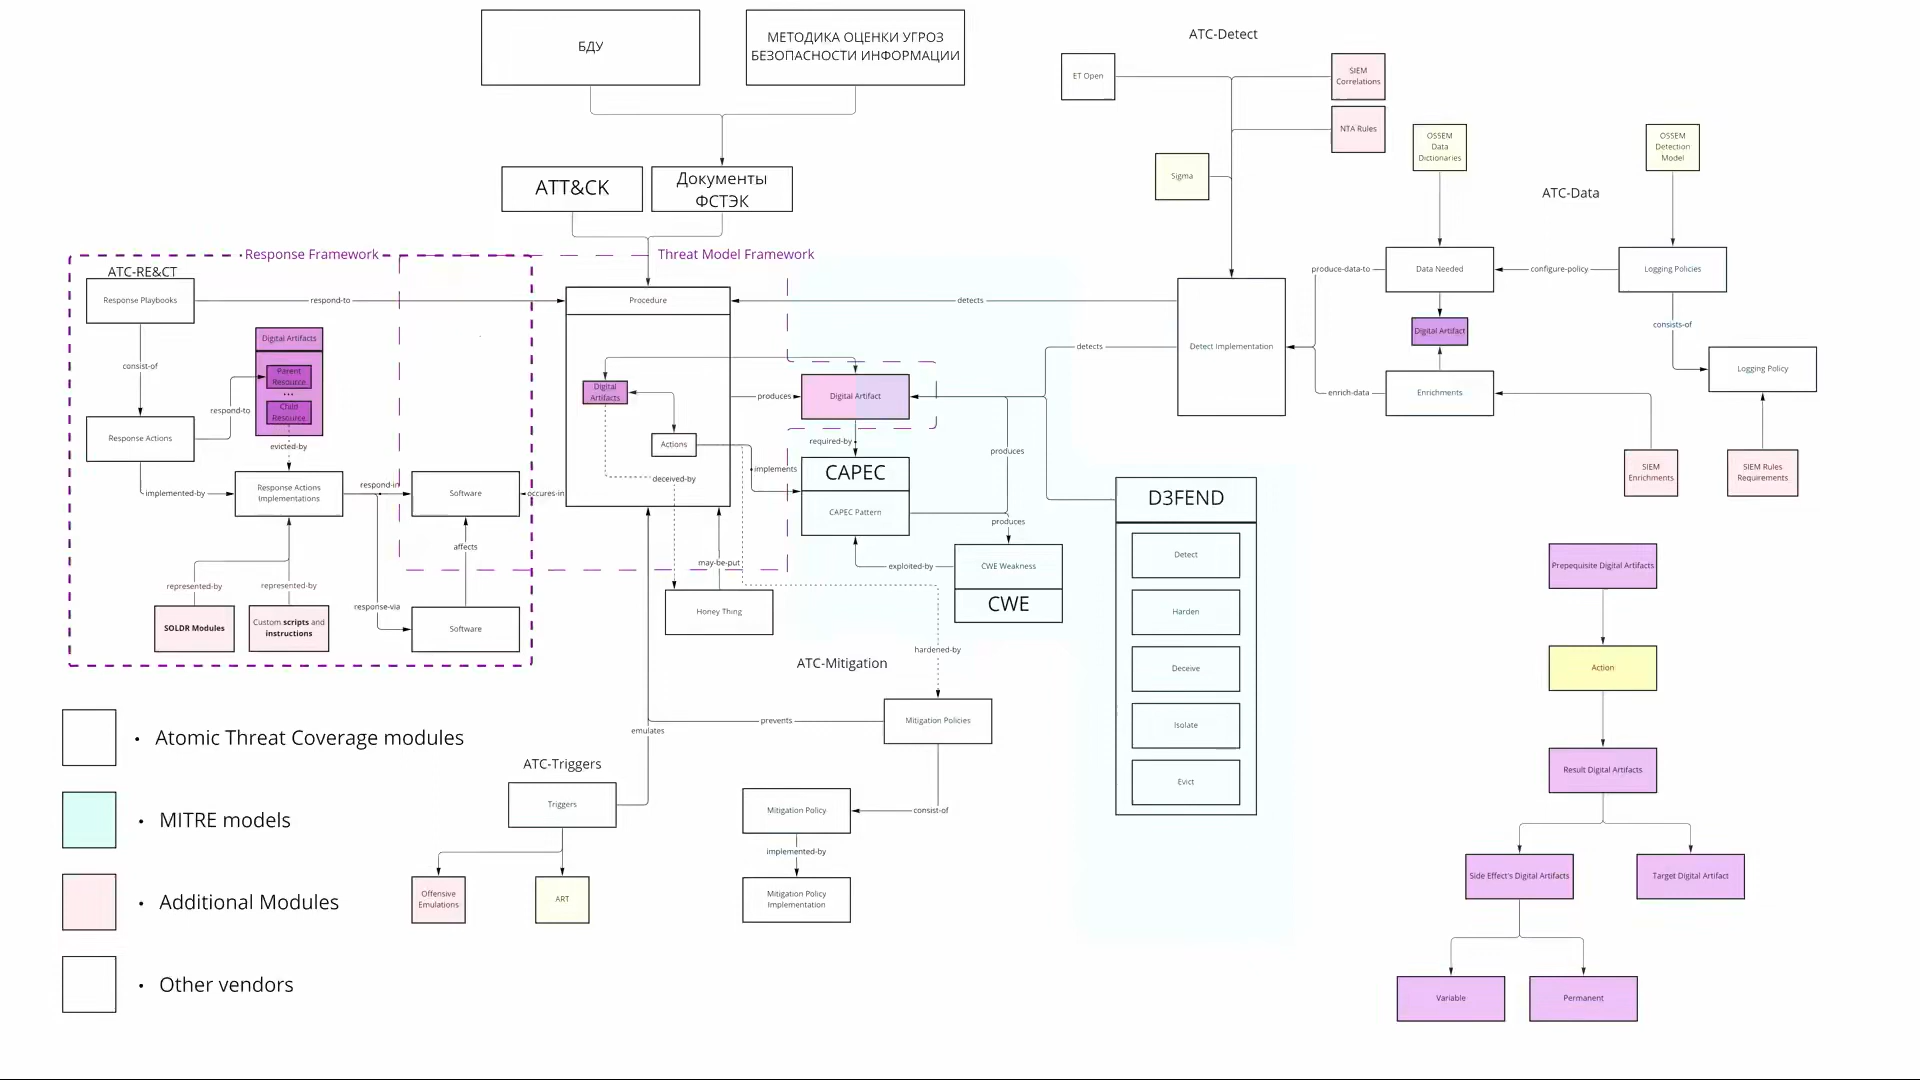 БДУ
МЕТОДИКА ОЦЕНКИ УГРОЗ
БЕЗОПАСНОСТИ ИНФОРМАЦИИ
ATT&CK
Документы
ФСТЭК
ATC-Detect
ET Open
SIEM
Correlations
NTA Rules
Sigma
OSSEM
Data
Dictionaries
OSSEM
Detection
Model
ATC-Data
Response Framework
Threat Model Framework
ATC-RE&CT
Response Playbooks
respond-to
Procedure
detects
Detect Implementation
detects
produce-data-to
Data Needed
configure-policy
Logging Policies
consists-of
Digital Artifact
Logging Policy
enrich-data
Enrichments
SIEM
Enrichments
SIEM Rules
Requirements
consist-of
Digital Artifacts
Parent
Resource
...
Child
Resource
respond-to
Response Actions
evicted-by
implemented-by
Response Actions
Implementations
respond-in
Software
occures-in
affects
represented-by
represented-by
response-via
SOLDR Modules
Custom scripts and
instructions
Software
Digital
Artifacts
Actions
deceived-by
produces
Digital Artifact
required-by
implements
CAPEC
CAPEC Pattern
produces
produces
exploited-by
CWE Weakness
CWE
may-be-put
Honey Thing
hardened-by
D3FEND
Detect
Harden
Deceive
Isolate
Evict
ATC-Mitigation
Mitigation Policies
prevents
emulates
consist-of
Mitigation Policy
implemented-by
Mitigation Policy
Implementation
ATC-Triggers
Triggers
Offensive
Emulations
ART
Prepequisite Digital Artifacts
Action
Result Digital Artifacts
Side Effect's Digital Artifacts
Target Digital Artifact
Variable
Permanent
• Atomic Threat Coverage modules
• MITRE models
• Additional Modules
• Other vendors